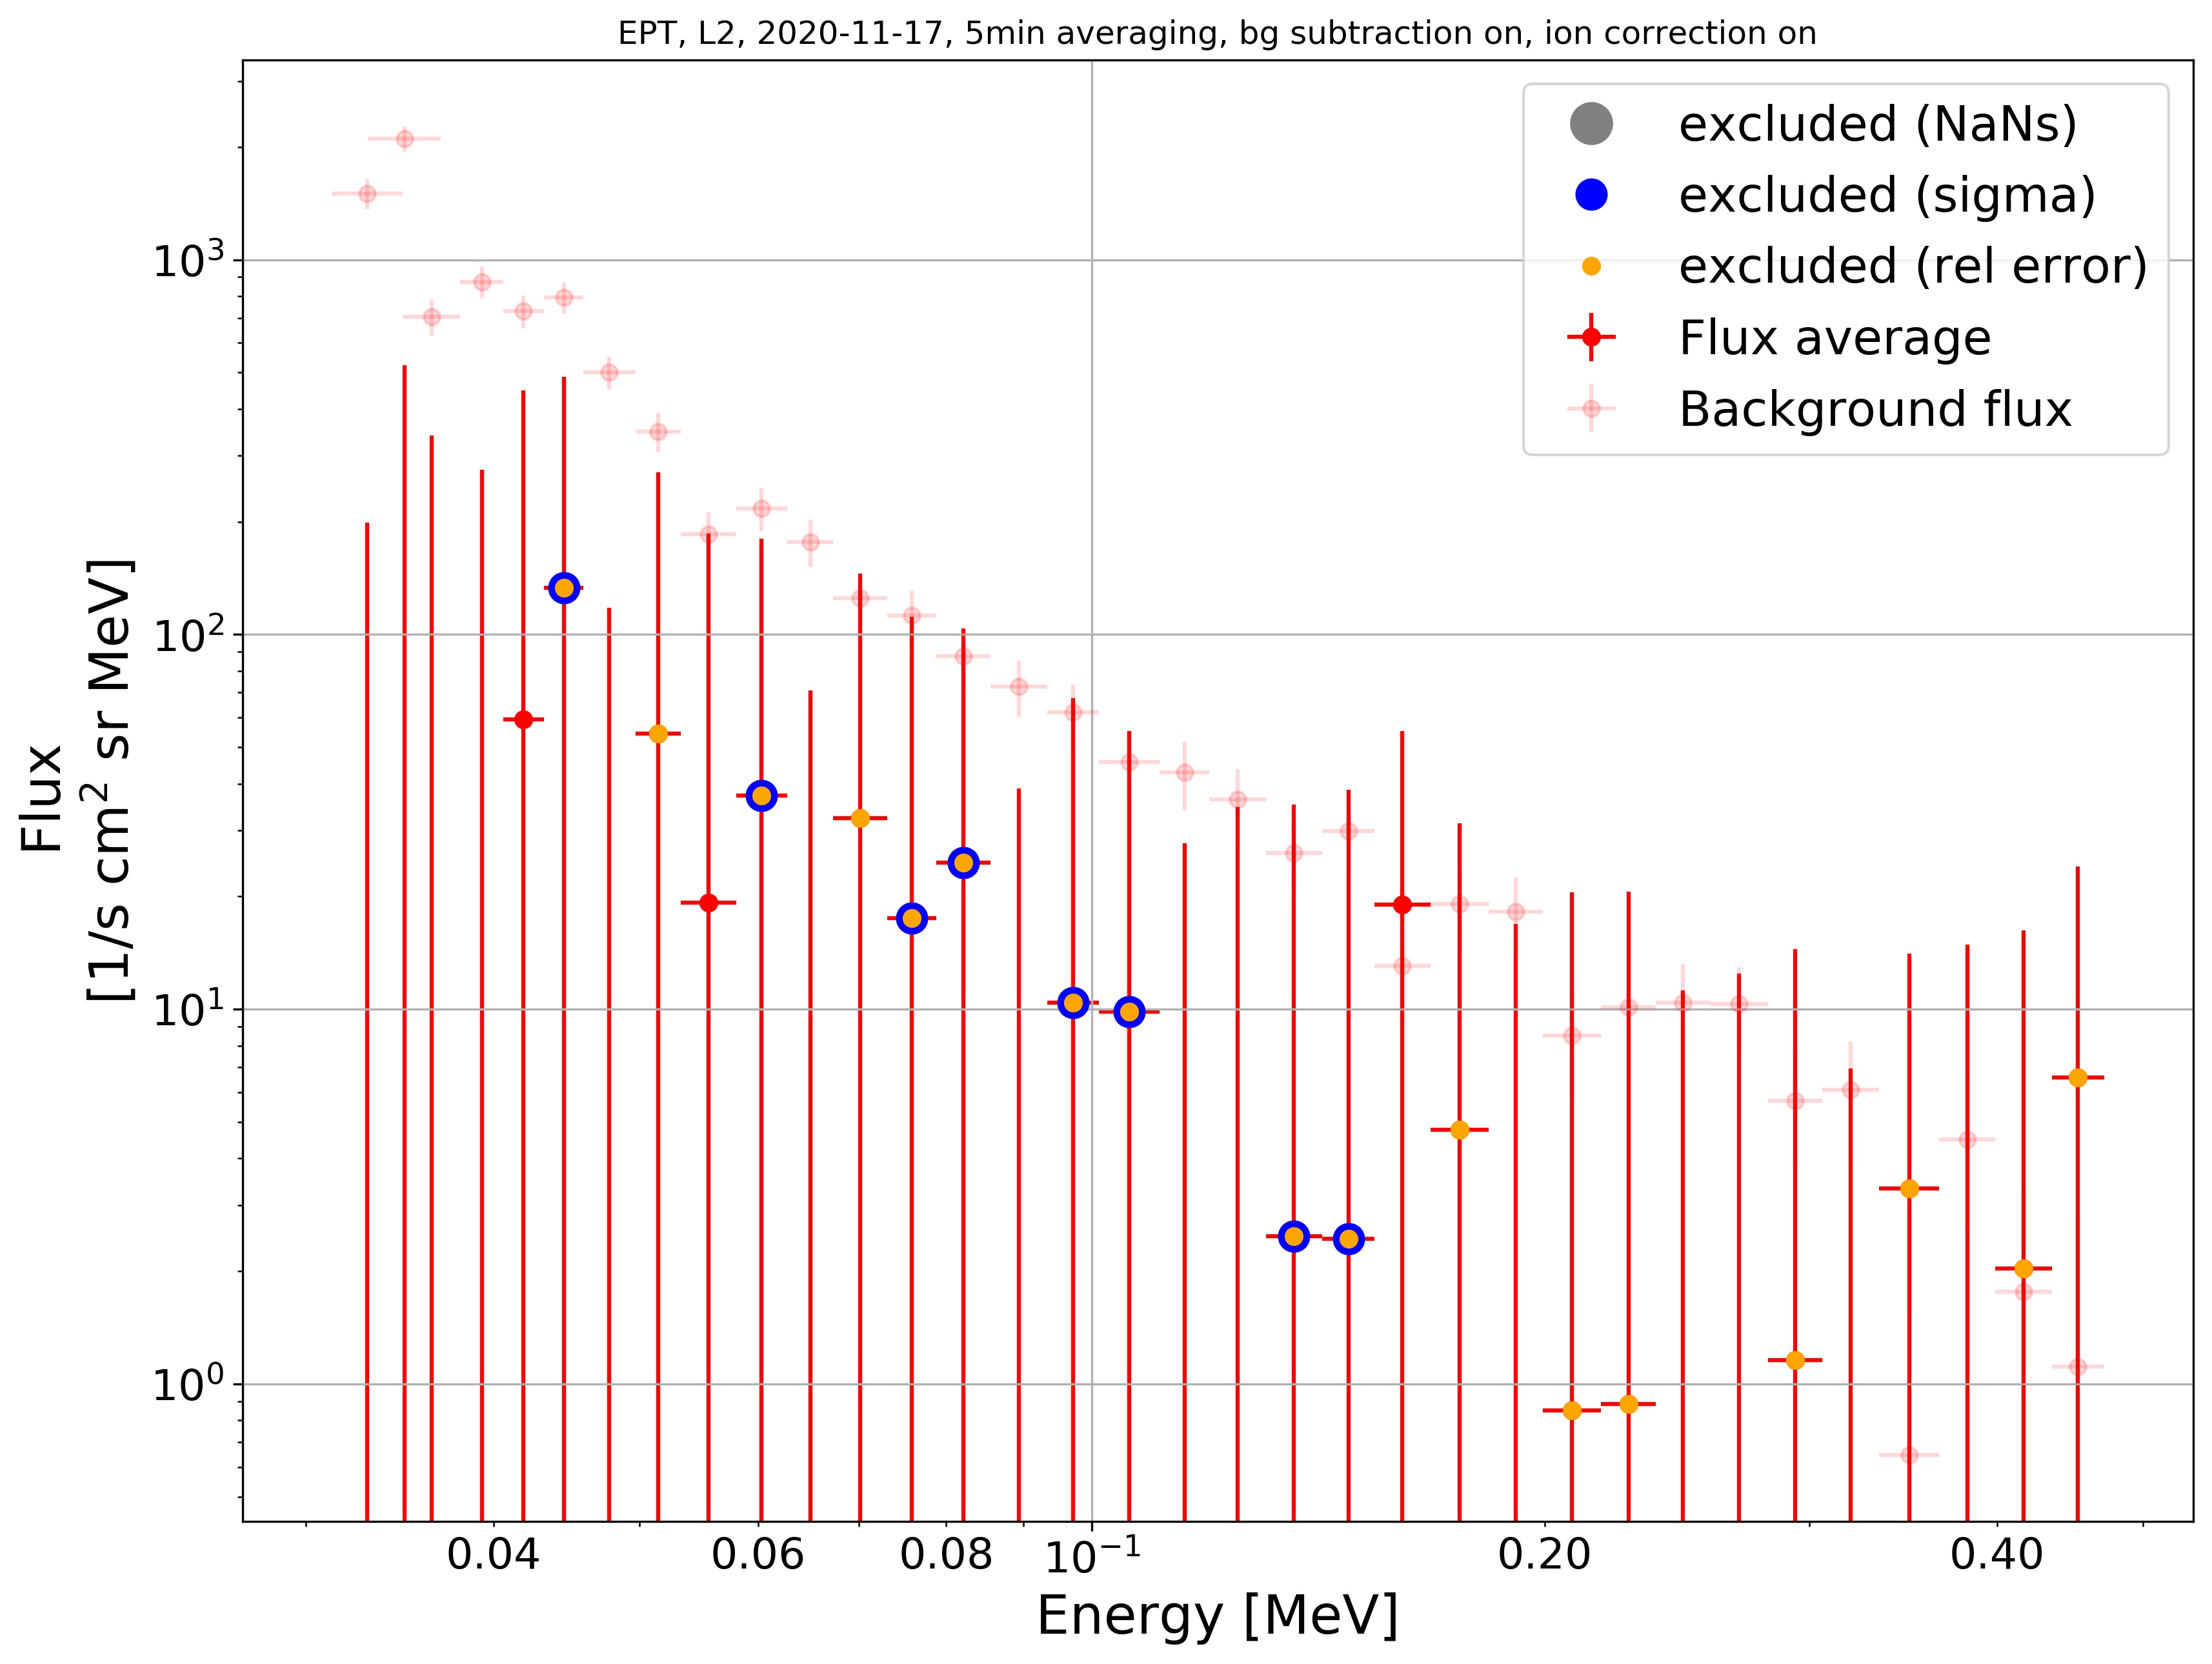 EPT, L2, 2020-11-17, 5min averaging, bg subtraction on, ion correction on
excluded (NaNs)
excluded (sigma)
excluded (rel error)
Flux average
Background flux
Flux
[1/s cm² sr MeV]
10³
10²
10¹
10⁰
0.04
0.06
0.08
10⁻¹
0.20
0.40
Energy [MeV]